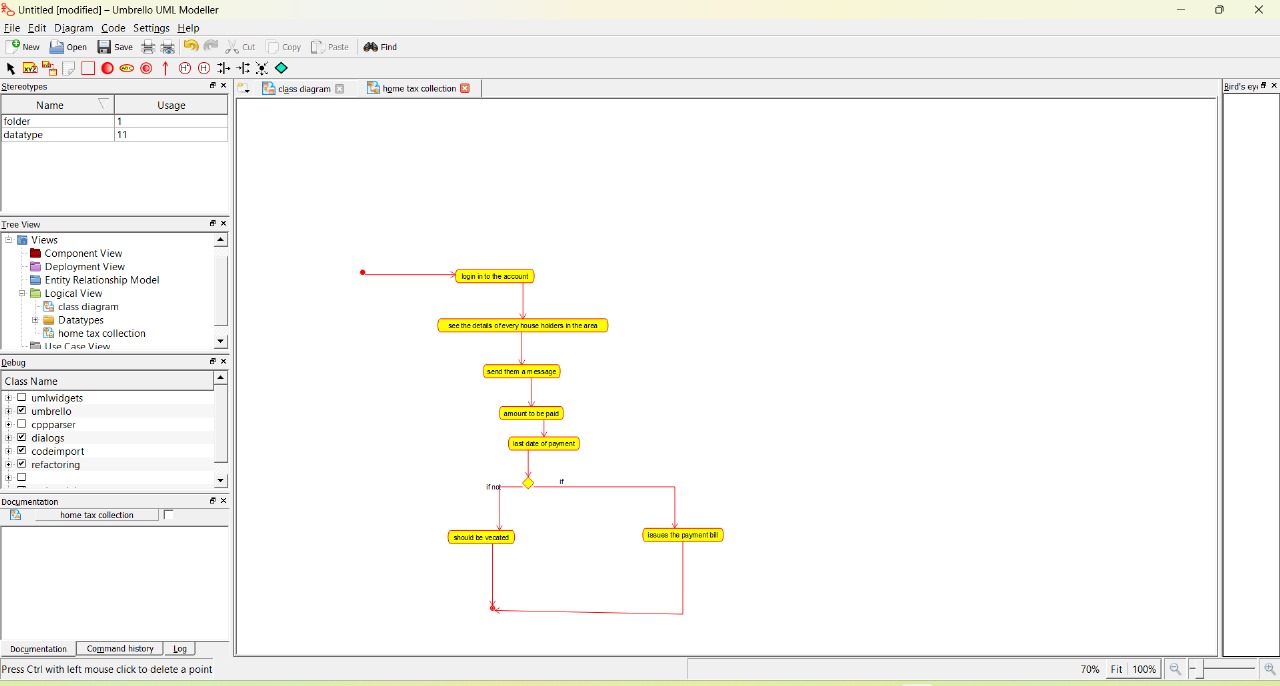 Untitled [modified] – Umbrello UML Modeller
File Edit Diagram Code Settings Help
New Open Save Cut Copy Paste Find
Stereotypes
class diagram
home tax collection
Bird's ey
Name Usage
folder 1
datatype 11
Tree View
Views
Component View
Deployment View
Entity Relationship Model
Logical View
class diagram
Datatypes
home tax collection
Use Case View
Debug
Class Name
umlwidgets
umbrello
cppparser
dialogs
codeimport
refactoring
Documentation
home tax collection
Documentation Command history Log
Press Ctrl with left mouse click to delete a point
login in to the account
see the details of every house holders in the area
send them a message
amount to be paid
last date of payment
if not
if
should be vecated
issues the payment bill
70% Fit 100%